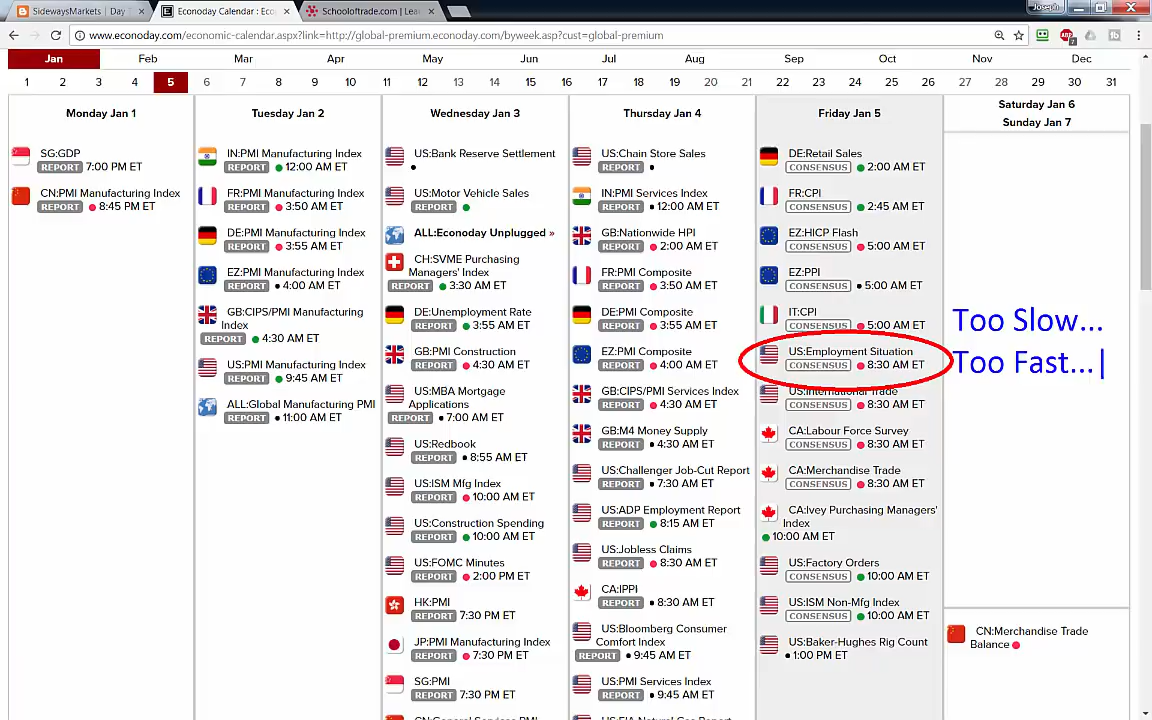 SidewaysMarkets | Day T
Econoday Calendar : Eco
Schooloftrade.com | Lea
Joseph
www.econoday.com/economic-calendar.aspx?link=http://global-premium.econoday.com/byweek.asp?cust=global-premium
Jan Feb Mar Apr May Jun Jul Aug Sep Oct Nov Dec
1 2 3 4 5 6 7 8 9 10 11 12 13 14 15 16 17 18 19 20 21 22 23 24 25 26 27 28 29 30 31
Monday Jan 1
SG:GDP
REPORT 7:00 PM ET
CN:PMI Manufacturing Index
REPORT 8:45 PM ET
Tuesday Jan 2
IN:PMI Manufacturing Index
REPORT 12:00 AM ET
FR:PMI Manufacturing Index
REPORT 3:50 AM ET
DE:PMI Manufacturing Index
REPORT 3:55 AM ET
EZ:PMI Manufacturing Index
REPORT 4:00 AM ET
GB:CIPS/PMI Manufacturing
Index
REPORT 4:30 AM ET
US:PMI Manufacturing Index
REPORT 9:45 AM ET
ALL:Global Manufacturing PMI
REPORT 11:00 AM ET
Wednesday Jan 3
US:Bank Reserve Settlement
US:Motor Vehicle Sales
REPORT
ALL:Econoday Unplugged »
CH:SVME Purchasing
Managers' Index
REPORT 3:30 AM ET
DE:Unemployment Rate
REPORT 3:55 AM ET
GB:PMI Construction
REPORT 4:30 AM ET
US:MBA Mortgage
Applications
REPORT 7:00 AM ET
US:Redbook
REPORT 8:55 AM ET
US:ISM Mfg Index
REPORT 10:00 AM ET
US:Construction Spending
REPORT 10:00 AM ET
US:FOMC Minutes
REPORT 2:00 PM ET
HK:PMI
REPORT 7:30 PM ET
JP:PMI Manufacturing Index
REPORT 7:30 PM ET
SG:PMI
REPORT 7:30 PM ET
Thursday Jan 4
US:Chain Store Sales
REPORT
IN:PMI Services Index
REPORT 12:00 AM ET
GB:Nationwide HPI
REPORT 2:00 AM ET
FR:PMI Composite
REPORT 3:50 AM ET
DE:PMI Composite
REPORT 3:55 AM ET
EZ:PMI Composite
REPORT 4:00 AM ET
GB:CIPS/PMI Services Index
REPORT 4:30 AM ET
GB:M4 Money Supply
REPORT 4:30 AM ET
US:Challenger Job-Cut Report
REPORT 7:30 AM ET
US:ADP Employment Report
REPORT 8:15 AM ET
US:Jobless Claims
REPORT 8:30 AM ET
CA:IPPI
REPORT 8:30 AM ET
US:Bloomberg Consumer
Comfort Index
REPORT 9:45 AM ET
US:PMI Services Index
REPORT 9:45 AM ET
Friday Jan 5
DE:Retail Sales
CONSENSUS 2:00 AM ET
FR:CPI
CONSENSUS 2:45 AM ET
EZ:HICP Flash
CONSENSUS 5:00 AM ET
EZ:PPI
CONSENSUS 5:00 AM ET
IT:CPI
CONSENSUS 5:00 AM ET
US:Employment Situation
CONSENSUS 8:30 AM ET
US:International Trade
CONSENSUS 8:30 AM ET
CA:Labour Force Survey
CONSENSUS 8:30 AM ET
CA:Merchandise Trade
CONSENSUS 8:30 AM ET
CA:Ivey Purchasing Managers'
Index
10:00 AM ET
US:Factory Orders
CONSENSUS 10:00 AM ET
US:ISM Non-Mfg Index
CONSENSUS 10:00 AM ET
US:Baker-Hughes Rig Count
1:00 PM ET
Saturday Jan 6
Sunday Jan 7
Too Slow...
Too Fast...|
CN:Merchandise Trade
Balance